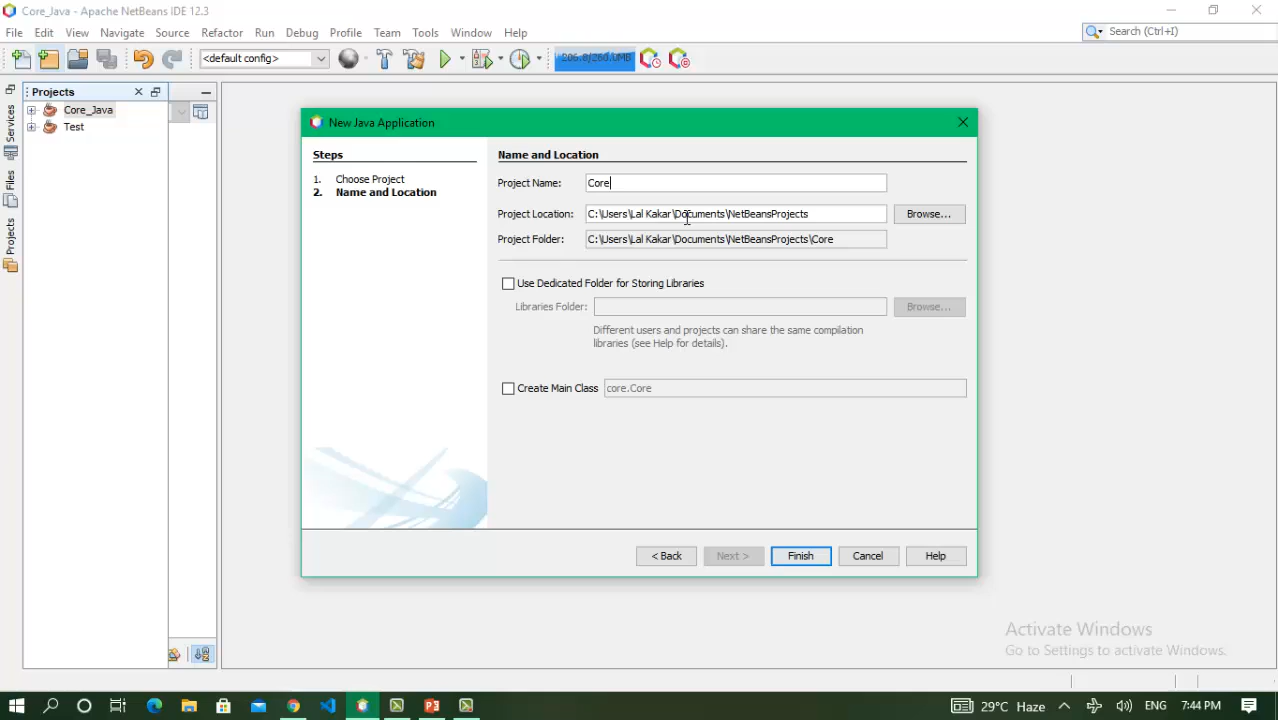 Core_Java - Apache NetBeans IDE 12.3
File Edit View Navigate Source Refactor Run Debug Profile Team Tools Window Help
Search (Ctrl+I)
<default config>
206.8/260.0MB
Projects
Core_Java
Test
Services
Files
Projects
New Java Application
Steps
1. Choose Project
2. Name and Location
Name and Location
Project Name: Core
Project Location: C:\Users\Lal Kakar\Documents\NetBeansProjects Browse...
Project Folder: C:\Users\Lal Kakar\Documents\NetBeansProjects\Core
Use Dedicated Folder for Storing Libraries
Libraries Folder: Browse...
Different users and projects can share the same compilation
libraries (see Help for details).
Create Main Class core.Core
< Back Next > Finish Cancel Help
Activate Windows
Go to Settings to activate Windows.
29°C Haze ENG 7:44 PM